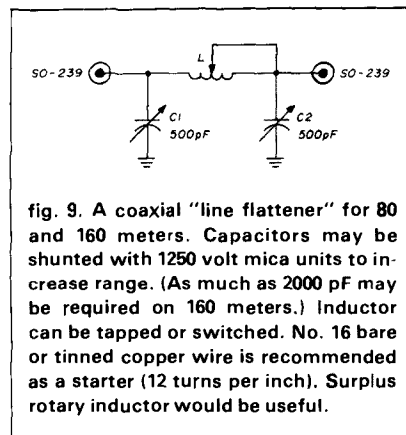 L
SO-239
SO-239
C1
500pF
C2
500pF
fig. 9. A coaxial "line flattener" for 80
and 160 meters. Capacitors may be
shunted with 1250 volt mica units to in-
crease range. (As much as 2000 pF may
be required on 160 meters.) Inductor
can be tapped or switched. No. 16 bare
or tinned copper wire is recommended
as a starter (12 turns per inch). Surplus
rotary inductor would be useful.